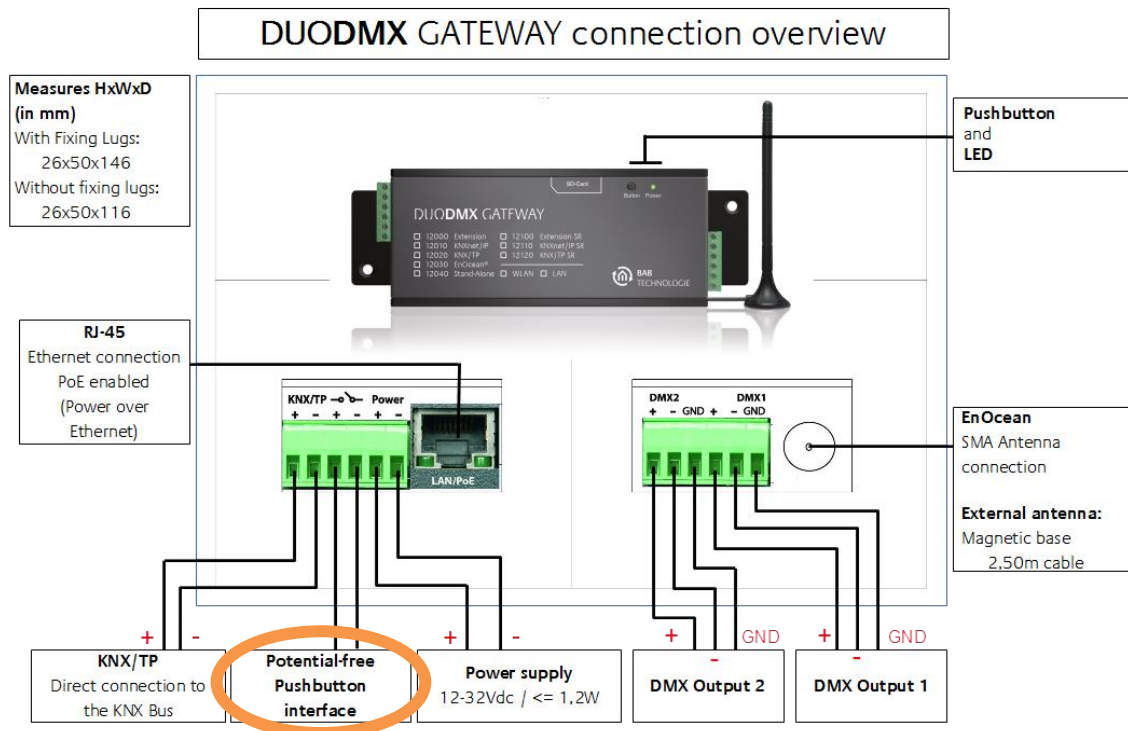 DUODMX GATEWAY connection overview
Measures HxWxD
(in mm)
With Fixing Lugs:
26x50x146
Without fixing lugs:
26x50x116
Pushbutton
and
LED
SD-Card
Button Power
DUODMX GATEWAY
12000 Extension 12100 Extension SR
12010 KNXnet/IP 12110 KNXnet/IP SR
12020 KNX/TP 12120 KNX/TP SR
12030 EnOcean®
12040 Stand-Alone WLAN LAN
BAB
TECHNOLOGIE
RJ-45
Ethernet connection
PoE enabled
(Power over
Ethernet)
KNX/TP Power
+ - + - + -
LAN/PoE
DMX2 DMX1
+ - GND + - GND
EnOcean
SMA Antenna
connection
External antenna:
Magnetic base
2,50m cable
+ - + - + - GND + - GND
KNX/TP
Direct connection to
the KNX Bus
Potential-free
Pushbutton
interface
Power supply
12-32Vdc / <= 1,2W
DMX Output 2
DMX Output 1